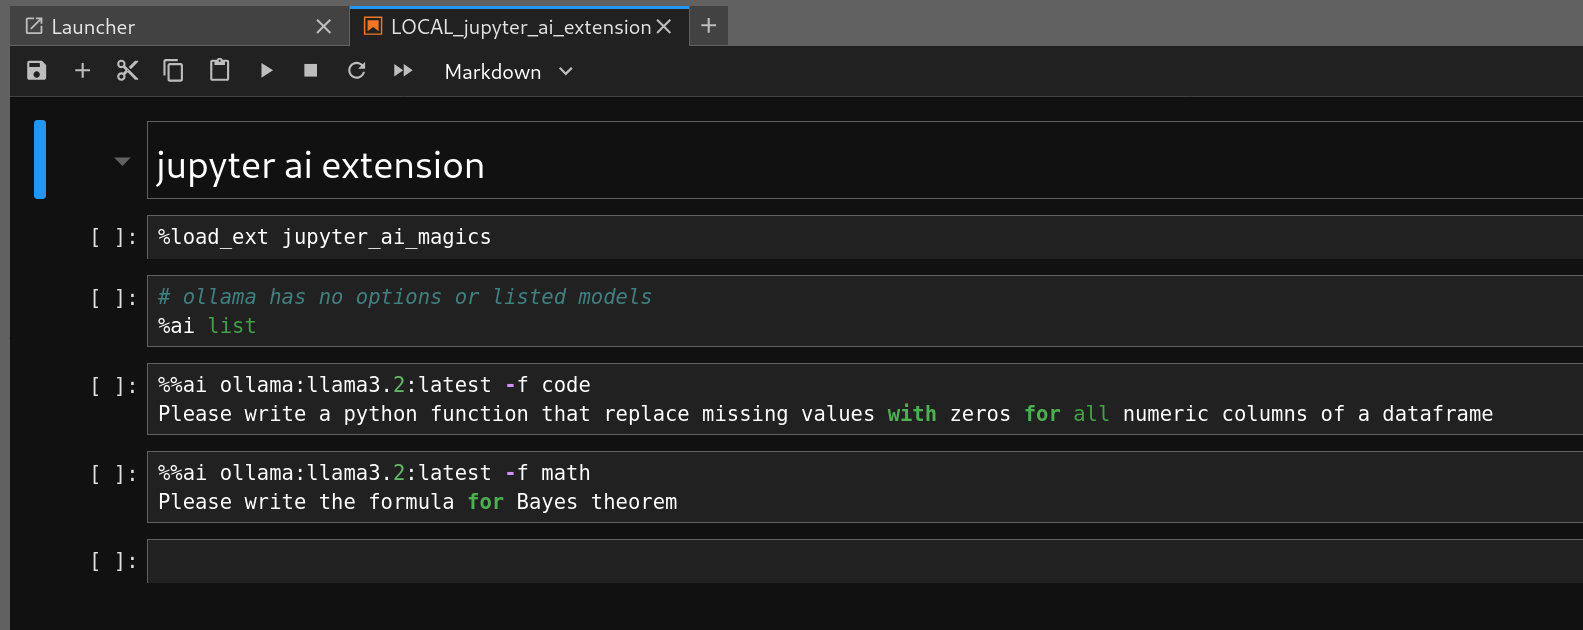 Launcher
LOCAL_jupyter_ai_extension
Markdown
jupyter ai extension
[ ]: %load_ext jupyter_ai_magics
[ ]: # ollama has no options or listed models
%ai list
[ ]: %%ai ollama:llama3.2:latest -f code
Please write a python function that replace missing values with zeros for all numeric columns of a dataframe
[ ]: %%ai ollama:llama3.2:latest -f math
Please write the formula for Bayes theorem
[ ]: